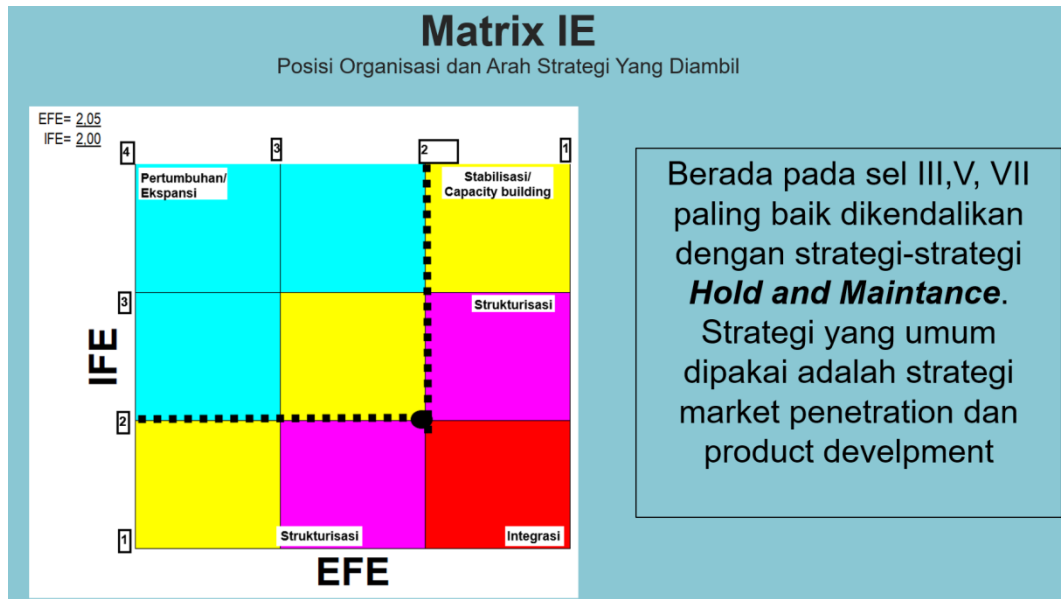 Matrix IE
Posisi Organisasi dan Arah Strategi Yang Diambil
EFE= 2,05
IFE= 2,00
4
3
2
1
Pertumbuhan/
Ekspansi
Stabilisasi/
Capacity building
3
Strukturisasi
IFE
2
1
Strukturisasi
Integrasi
EFE
Berada pada sel III,V, VII
paling baik dikendalikan
dengan strategi-strategi
Hold and Maintance.
Strategi yang umum
dipakai adalah strategi
market penetration dan
product develpment